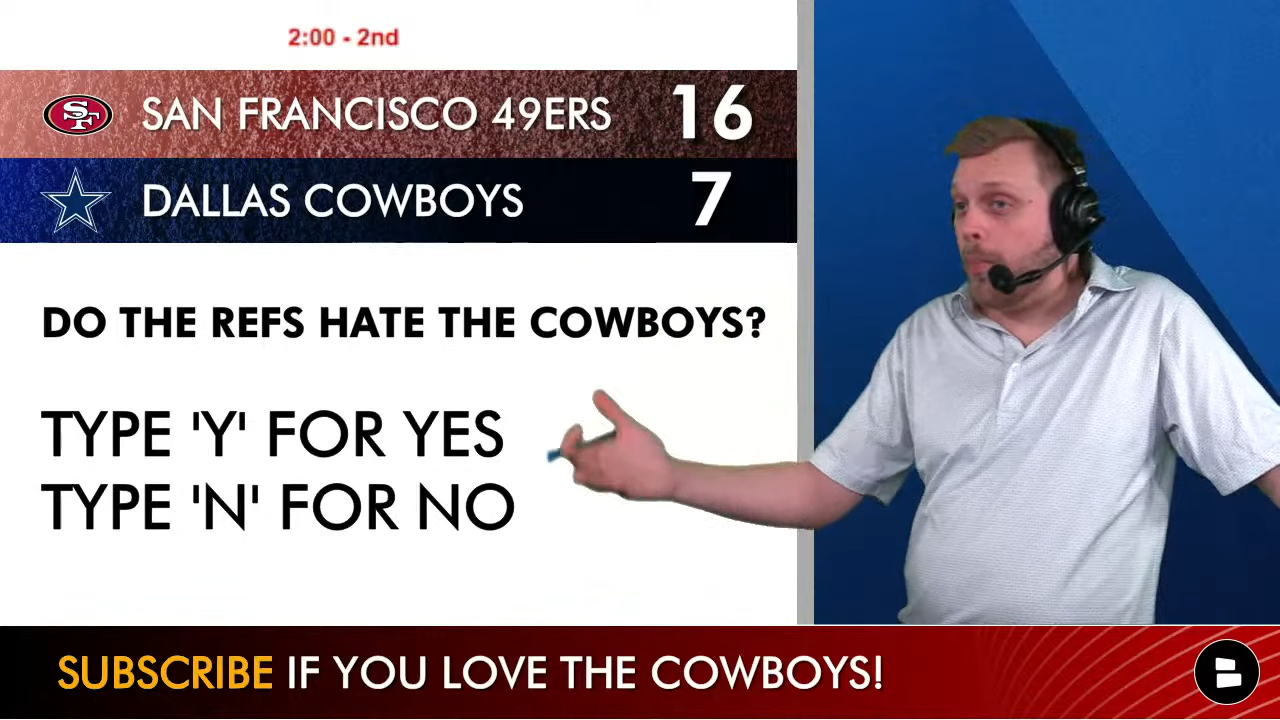 2:00 - 2nd
SF SAN FRANCISCO 49ERS 16
DALLAS COWBOYS 7
DO THE REFS HATE THE COWBOYS?
TYPE 'Y' FOR YES
TYPE 'N' FOR NO
SUBSCRIBE IF YOU LOVE THE COWBOYS!